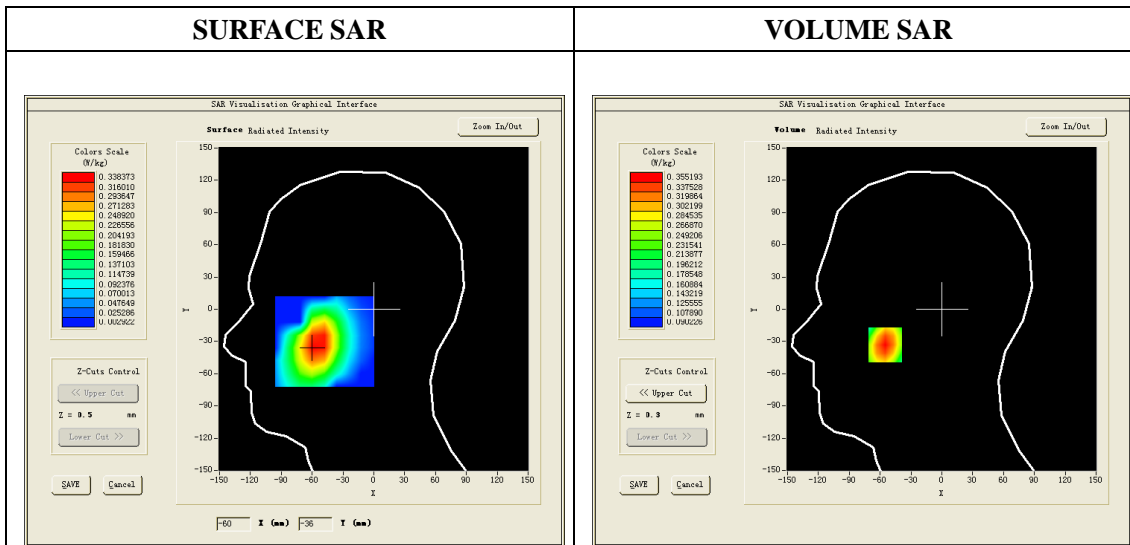 SURFACE SAR
VOLUME SAR
SAR Visualisation Graphical Interface
Surface Radiated Intensity
Zoom In/Out
Colors Scale
(W/kg)
0.338373
0.316010
0.293647
0.271283
0.248920
0.226556
0.204193
0.181830
0.159466
0.137103
0.114739
0.092376
0.070013
0.047649
0.025286
0.002922
150
120
90
60
30
0
-30
-60
-90
-120
-150
Y
-150 -120 -90 -60 -30 0 30 60 90 120 150
X
Z-Cuts Control
<< Upper Cut
Z = 0.5 mm
Lower Cut >>
SAVE Cancel
-60 X (mm) -36 Y (mm)
SAR Visualisation Graphical Interface
Volume Radiated Intensity
Zoom In/Out
Colors Scale
(W/kg)
0.355193
0.337528
0.319864
0.302199
0.284535
0.266870
0.249206
0.231541
0.213877
0.196212
0.178548
0.160884
0.143219
0.125555
0.107890
0.090226
150
120
90
60
30
0
-30
-60
-90
-120
-150
Y
-150 -120 -90 -60 -30 0 30 60 90 120 150
X
Z-Cuts Control
<< Upper Cut
Z = 0.3 mm
Lower Cut >>
SAVE Cancel